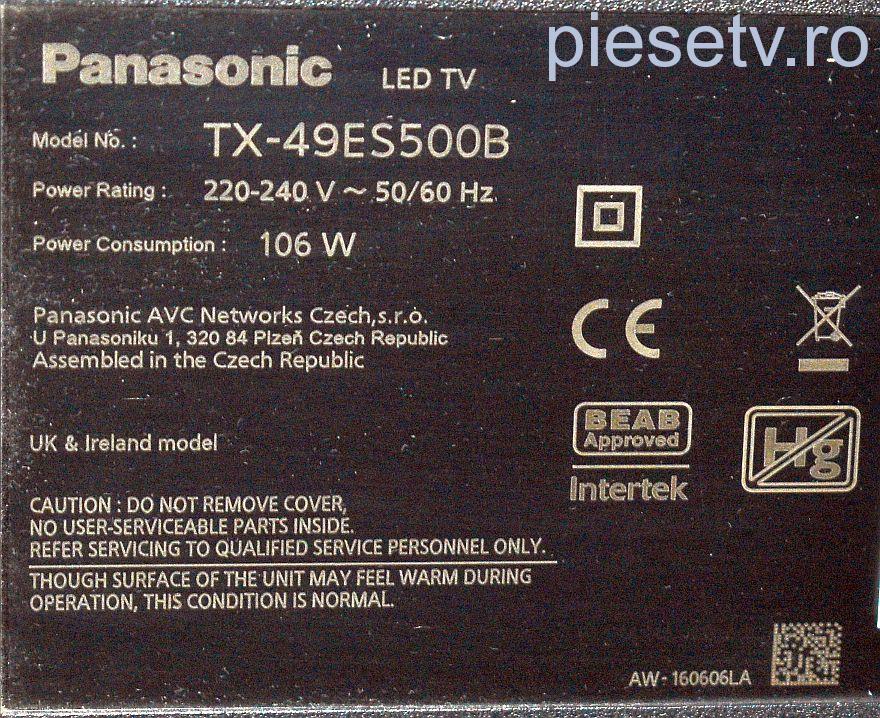 piesetv.ro
Panasonic LED TV
Model No. : TX-49ES500B
Power Rating : 220-240 V ~ 50/60 Hz
Power Consumption : 106 W
Panasonic AVC Networks Czech,s.r.o.
U Panasoniku 1, 320 84 Plzeň Czech Republic
Assembled in the Czech Republic
CE
BEAB
Approved
Intertek
Hg
UK & Ireland model
CAUTION : DO NOT REMOVE COVER,
NO USER-SERVICEABLE PARTS INSIDE.
REFER SERVICING TO QUALIFIED SERVICE PERSONNEL ONLY.
THOUGH SURFACE OF THE UNIT MAY FEEL WARM DURING
OPERATION, THIS CONDITION IS NORMAL.
AW-160606LA